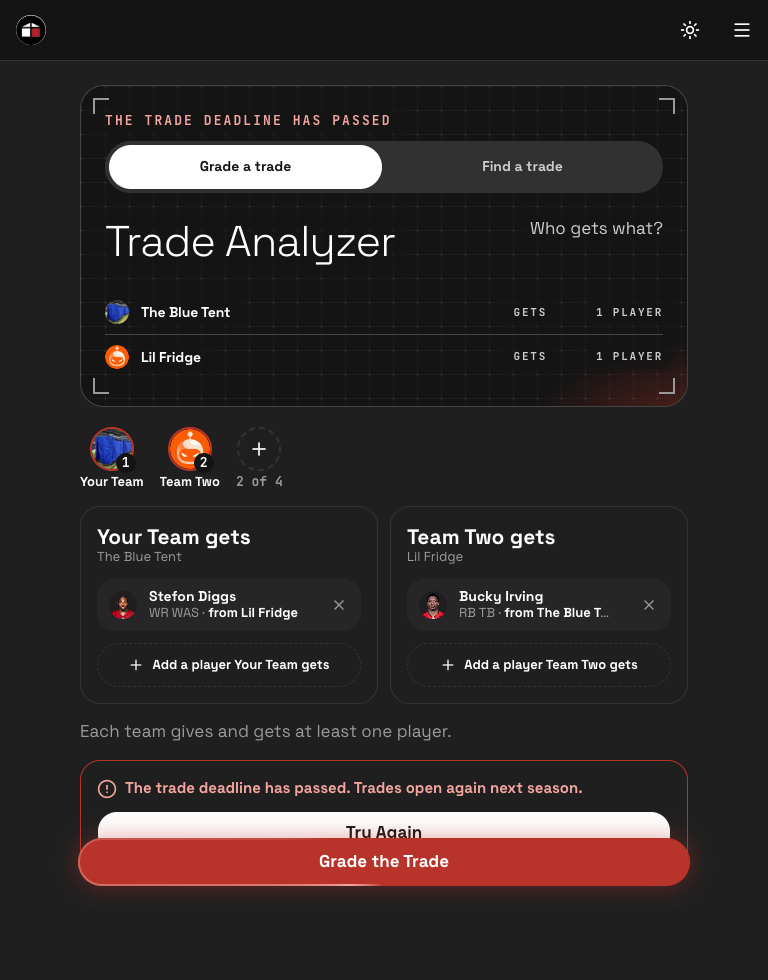 THE TRADE DEADLINE HAS PASSED
Grade a trade
Find a trade
Trade Analyzer
Who gets what?
The Blue Tent GETS 1 PLAYER
Lil Fridge GETS 1 PLAYER
1
2
Your Team
Team Two
2 of 4
Your Team gets
The Blue Tent
Stefon Diggs
WR WAS · from Lil Fridge
Add a player Your Team gets
Team Two gets
Lil Fridge
Bucky Irving
RB TB · from The Blue T...
Add a player Team Two gets
Each team gives and gets at least one player.
The trade deadline has passed. Trades open again next season.
Try Again
Grade the Trade